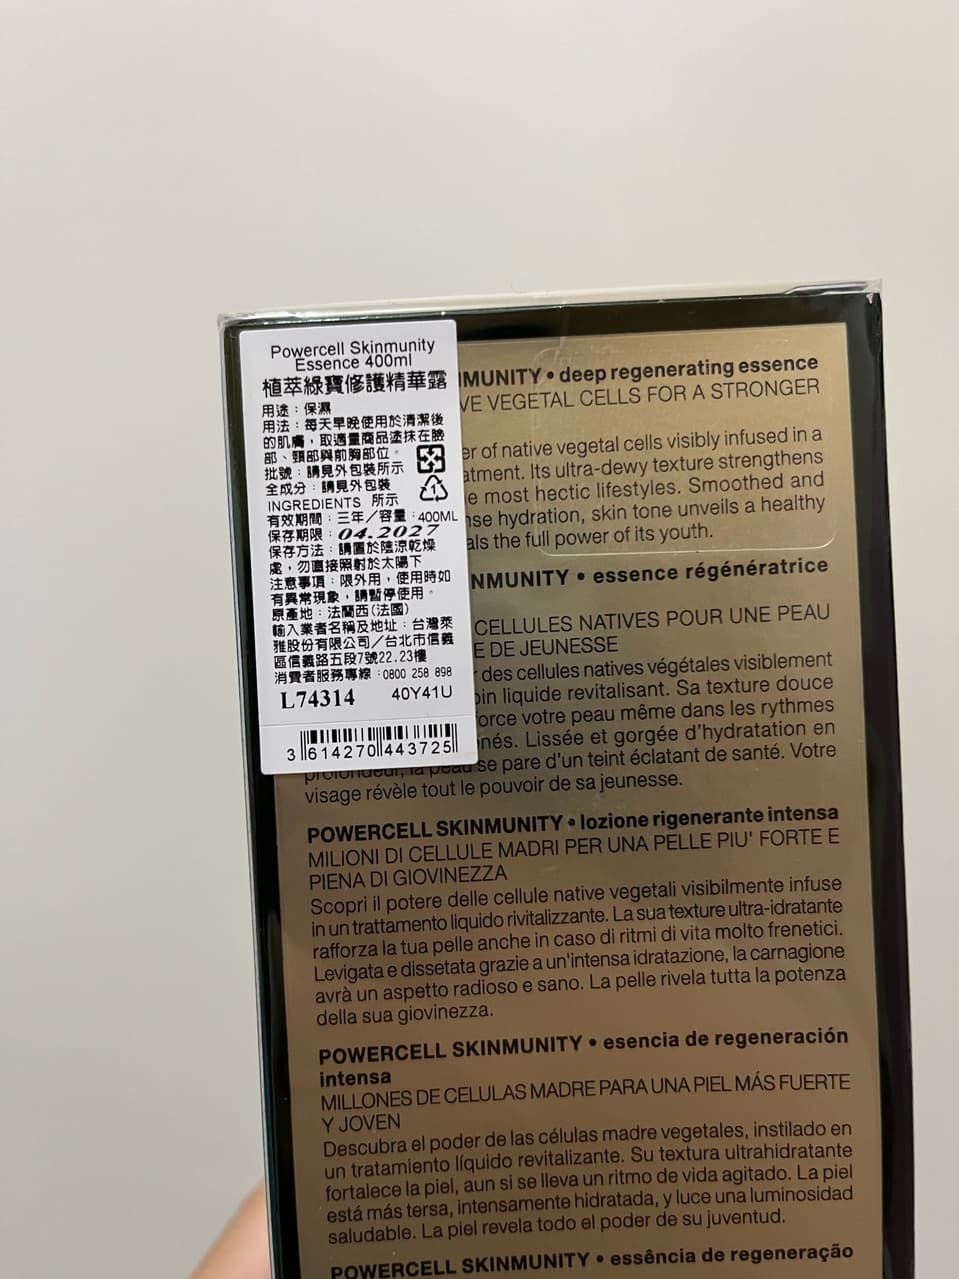 Powercell Skinmunity
Essence 400ml
植萃綠寶修護精華露
用途：保濕
用法：每天早晚使用於清潔後
的肌膚，取適量商品塗抹在臉
部、頸部與前胸部位。
批號：請見外包裝所示
全成分：請見外包裝
INGREDIENTS 所示
有效期間：三年／容量：400ML
保存期限：04.2027
保存方法：請置於陰涼乾燥
處，勿直接照射於太陽下
注意事項：限外用，使用時如
有異常現象，請暫停使用。
原產地：法蘭西(法國)
輸入業者名稱及地址：台灣萊
雅股份有限公司／台北市信義
區信義路五段7號22.23樓
消費者服務專線：0800 258 898
L74314 40Y41U
3 614270 443725
MUNITY • deep regenerating essence
VE VEGETAL CELLS FOR A STRONGER
er of native vegetal cells visibly infused in a
atment. Its ultra-dewy texture strengthens
e most hectic lifestyles. Smoothed and
nse hydration, skin tone unveils a healthy
als the full power of its youth.
NMUNITY • essence régénératrice
CELLULES NATIVES POUR UNE PEAU
E DE JEUNESSE
des cellules natives végétales visiblement
oin liquide revitalisant. Sa texture douce
force votre peau même dans les rythmes
nés. Lissée et gorgée d'hydratation en
profondeur, la peau se pare d'un teint éclatant de santé. Votre
visage révèle tout le pouvoir de sa jeunesse.
POWERCELL SKINMUNITY • lozione rigenerante intensa
MILIONI DI CELLULE MADRI PER UNA PELLE PIU' FORTE E
PIENA DI GIOVINEZZA
Scopri il potere delle cellule native vegetali visibilmente infuse
in un trattamento liquido rivitalizzante. La sua texture ultra-idratante
rafforza la tua pelle anche in caso di ritmi di vita molto frenetici.
Levigata e dissetata grazie a un'intensa idratazione, la carnagione
avrà un aspetto radioso e sano. La pelle rivela tutta la potenza
della sua giovinezza.
POWERCELL SKINMUNITY • esencia de regeneración
intensa
MILLONES DE CELULAS MADRE PARA UNA PIEL MÁS FUERTE
Y JOVEN
Descubra el poder de las células madre vegetales, instilado en
un tratamiento líquido revitalizante. Su textura ultrahidratante
fortalece la piel, aun si se lleva un ritmo de vida agitado. La piel
está más tersa, intensamente hidratada, y luce una luminosidad
saludable. La piel revela todo el poder de su juventud.
POWERCELL SKINMUNITY • essência de regeneração